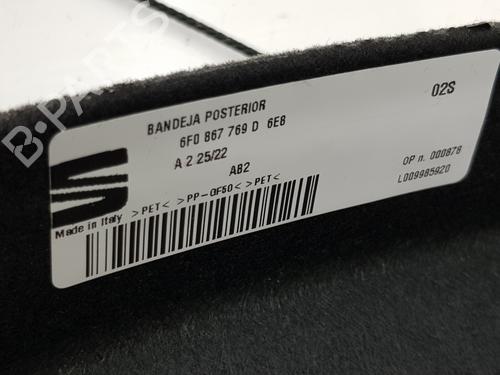 BANDEJA POSTERIOR
6F0 867 769 D 6E8
02S
A 2 25/22
AB2
OP n. 000878
L009985920
>PET< >PP-GF50< >PET<
Made in Italy
B-PARTS